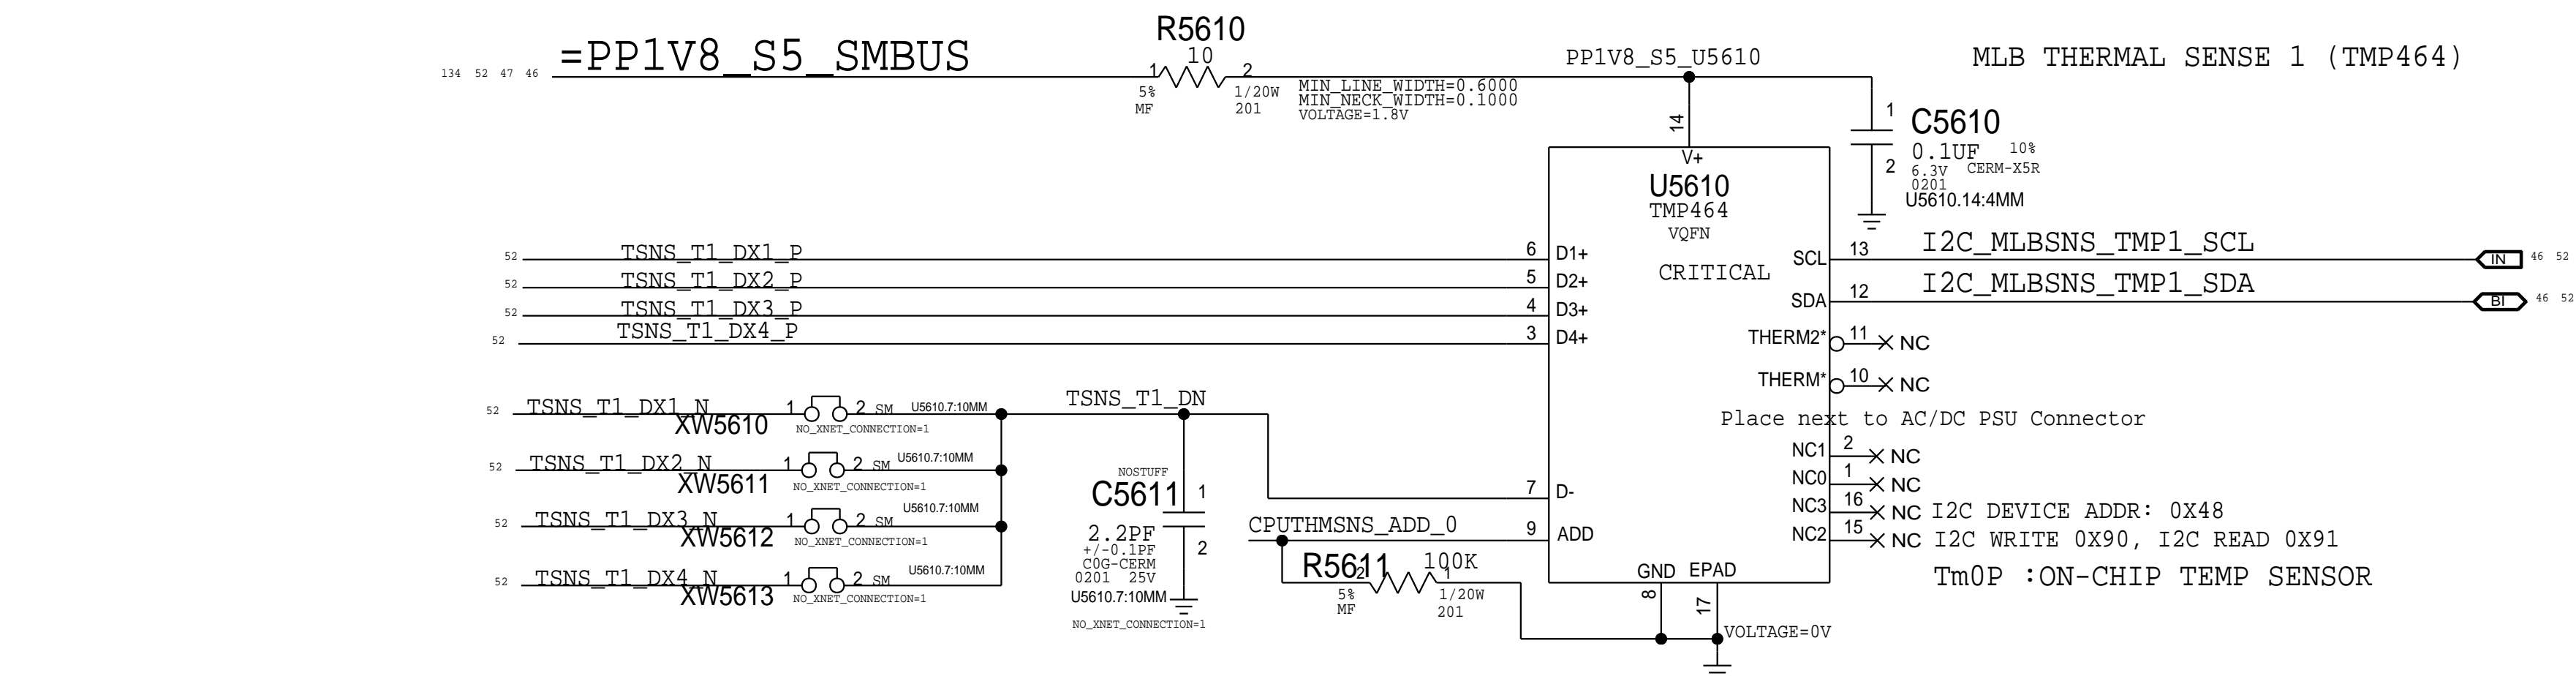 R5610
10
=PP1V8_S5_SMBUS
PP1V8_S5_U5610
MLB THERMAL SENSE 1 (TMP464)
134 52 47 46
1
2
5%
MF
1/20W
201
MIN_LINE_WIDTH=0.6000
MIN_NECK_WIDTH=0.1000
VOLTAGE=1.8V
14
V+
1
C5610
0.1UF 10%
2
6.3V CERM-X5R
0201
U5610.14:4MM
U5610
TMP464
VQFN
CRITICAL
52 TSNS_T1_DX1_P 6 D1+
52 TSNS_T1_DX2_P 5 D2+
52 TSNS_T1_DX3_P 4 D3+
52 TSNS_T1_DX4_P 3 D4+
SCL 13 I2C_MLBSNS_TMP1_SCL IN 46 52
SDA 12 I2C_MLBSNS_TMP1_SDA BI 46 52
THERM2* 11 NC
THERM* 10 NC
Place next to AC/DC PSU Connector
52 TSNS_T1_DX1_N 1 2 SM U5610.7:10MM
XW5610 NO_XNET_CONNECTION=1
52 TSNS_T1_DX2_N 1 2 SM U5610.7:10MM
XW5611 NO_XNET_CONNECTION=1
52 TSNS_T1_DX3_N 1 2 SM U5610.7:10MM
XW5612 NO_XNET_CONNECTION=1
52 TSNS_T1_DX4_N 1 2 SM U5610.7:10MM
XW5613 NO_XNET_CONNECTION=1
TSNS_T1_DN
NOSTUFF
C5611 1
2.2PF
2
+/-0.1PF
C0G-CERM
0201 25V
U5610.7:10MM
NO_XNET_CONNECTION=1
7 D-
CPUTHMSNS_ADD_0 9 ADD
R5611 100K
2 1
5%
MF
1/20W
201
NC1 2 NC
NC0 1 NC
NC3 16 NC I2C DEVICE ADDR: 0X48
NC2 15 NC I2C WRITE 0X90, I2C READ 0X91
Tm0P :ON-CHIP TEMP SENSOR
GND EPAD
8 17
VOLTAGE=0V